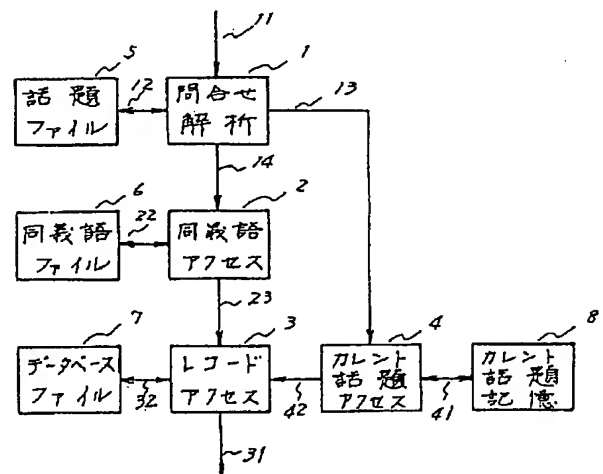 11
5
1
話題
ファイル
12
問合せ
解析
13
14
6
2
同義語
ファイル
22
同義語
アクセス
23
7
3
4
8
データベース
ファイル
32
レコード
アクセス
42
カレント
話題
アクセス
41
カレント
話題
記憶
31